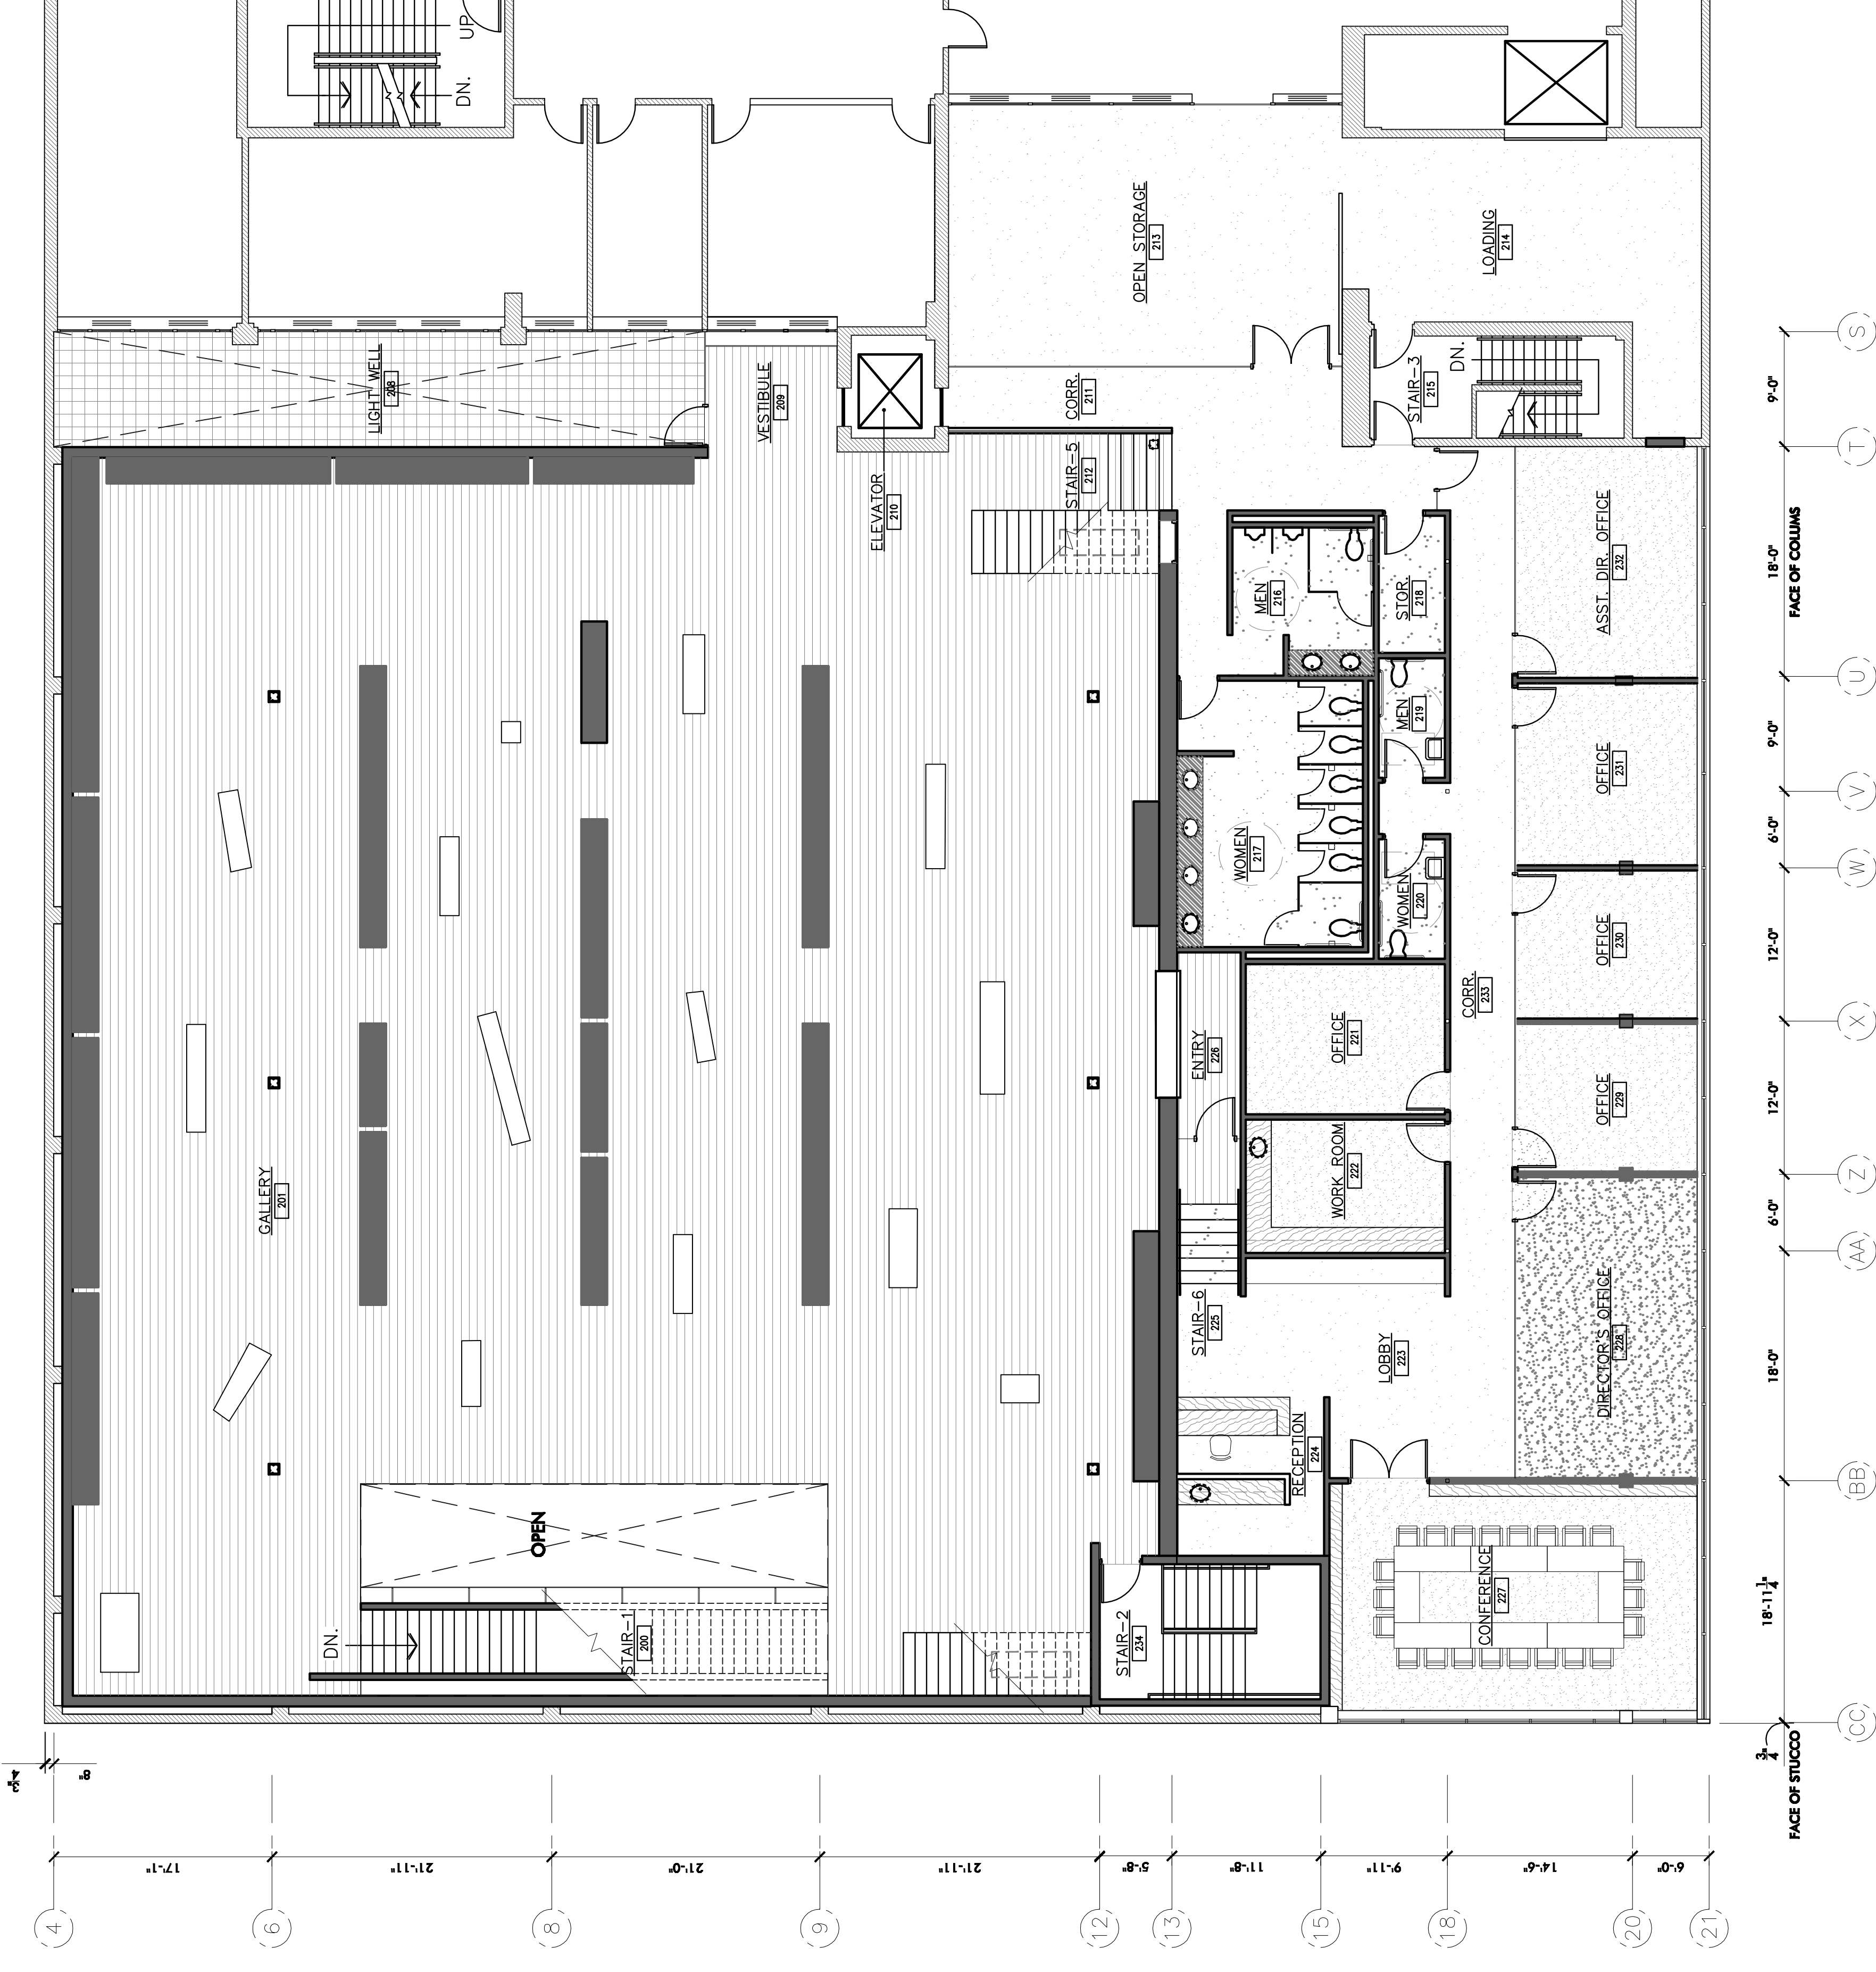 UP
DN.
LIGHT WELL
208
VESTIBULE
209
ELEVATOR
210
CORR.
211
STAIR-5
212
OPEN STORAGE
213
LOADING
214
STAIR-3
215
DN.
MEN
216
STOR.
218
MEN
219
WOMEN
217
WOMEN
220
ASST. DIR. OFFICE
232
OFFICE
231
OFFICE
230
OFFICE
229
CORR.
233
OFFICE
221
ENTRY
226
WORK ROOM
222
STAIR-6
225
LOBBY
223
DIRECTOR'S OFFICE
228
RECEPTION
224
CONFERENCE
227
GALLERY
201
OPEN
DN.
STAIR-1
200
STAIR-2
234
S
9'-0"
T
18'-0"
FACE OF COLUMS
U
9'-0"
V
6'-0"
W
12'-0"
X
12'-0"
Z
6'-0"
AA
18'-0"
BB
18'-11 1/4"
CC
3/4"
FACE OF STUCCO
3/4"
8"
4
17'-1"
6
21'-11"
8
21'-0"
9
21'-11"
12
5'-8"
13
11'-8"
15
9'-11"
18
14'-6"
20
6'-0"
21